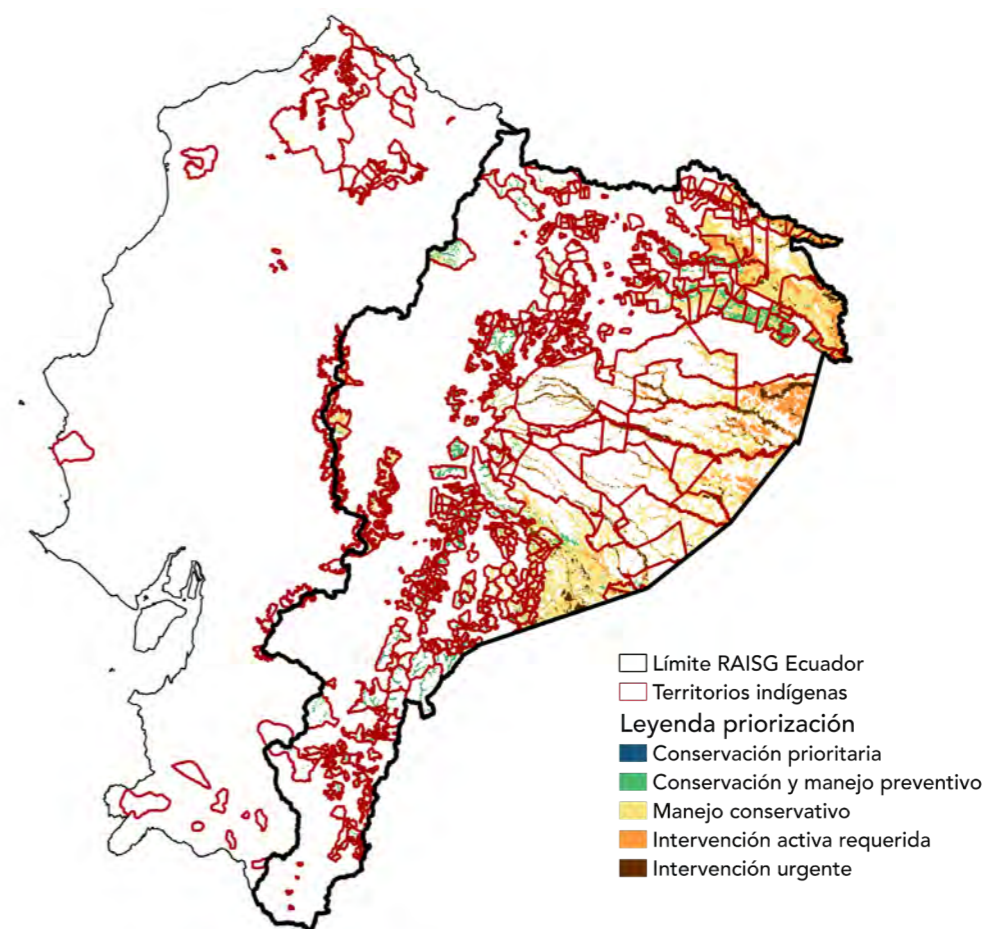 Límite RAISG Ecuador
Territorios indígenas
Leyenda priorización
Conservación prioritaria
Conservación y manejo preventivo
Manejo conservativo
Intervención activa requerida
Intervención urgente